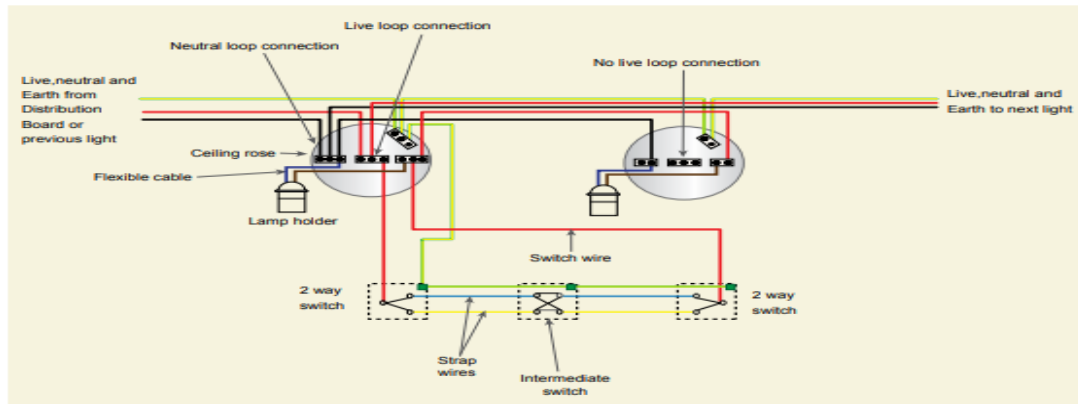 Live loop connection
Neutral loop connection
No live loop connection
Live,neutral and
Earth from
Distribution
Board or
previous light
Live,neutral and
Earth to next light
Ceiling rose
Flexible cable
Lamp holder
Switch wire
2 way
switch
2 way
switch
Strap
wires
Intermediate
switch